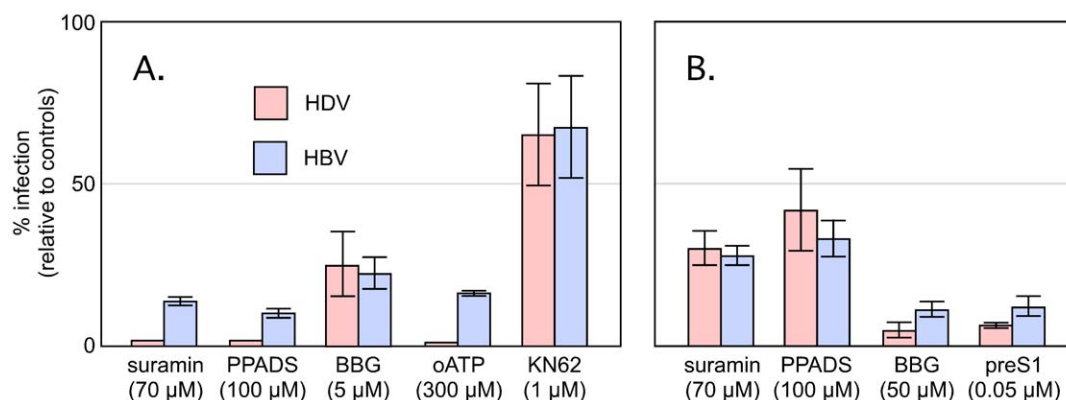 100
50
0
% infection
(relative to controls)
A.
HDV
HBV
suramin PPADS BBG oATP KN62
(70 µM) (100 µM) (5 µM) (300 µM) (1 µM)
B.
suramin PPADS BBG preS1
(70 µM) (100 µM) (50 µM) (0.05 µM)